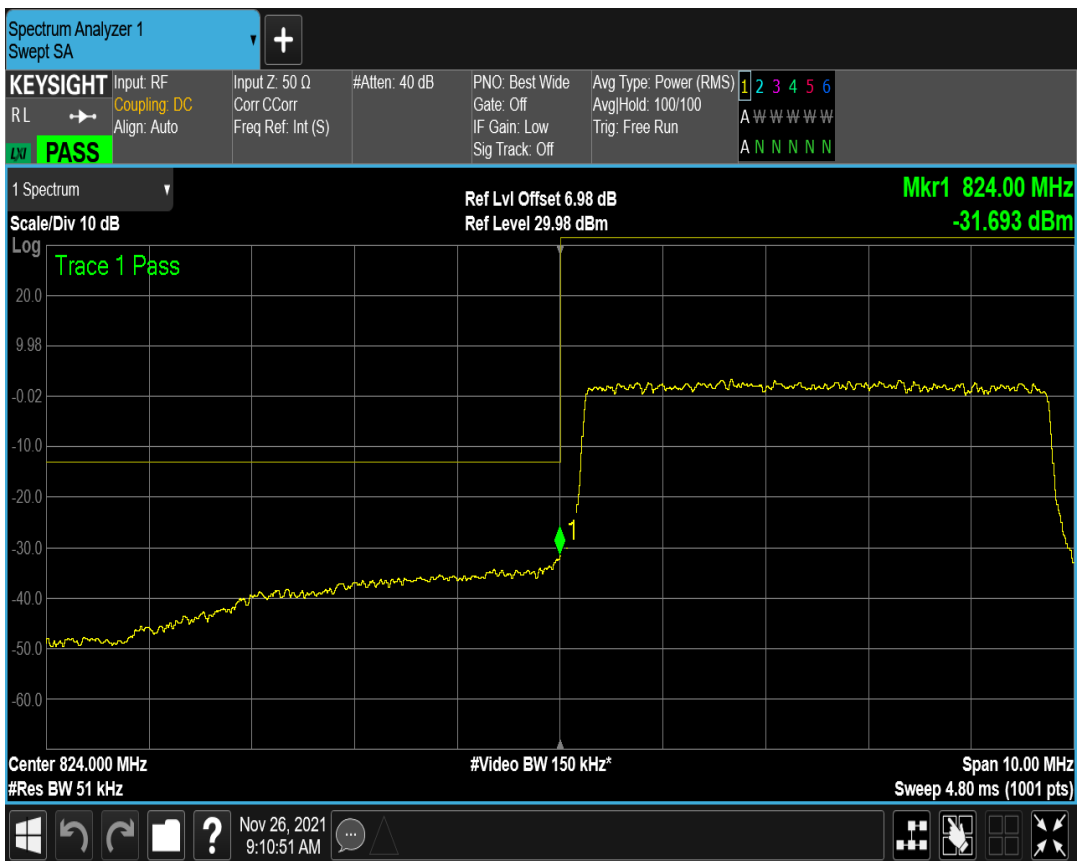 Spectrum Analyzer 1
Swept SA
KEYSIGHT
RL
LXI PASS
Input: RF
Coupling: DC
Align: Auto
Input Z: 50 Ω
Corr CCorr
Freq Ref: Int (S)
#Atten: 40 dB
PNO: Best Wide
Gate: Off
IF Gain: Low
Sig Track: Off
Avg Type: Power (RMS)
Avg|Hold: 100/100
Trig: Free Run
1 2 3 4 5 6
A W W W W W
A N N N N N
1 Spectrum
Scale/Div 10 dB
Ref Lvl Offset 6.98 dB
Ref Level 29.98 dBm
Mkr1 824.00 MHz
-31.693 dBm
Log
Trace 1 Pass
20.0
9.98
-0.02
-10.0
-20.0
1
-30.0
-40.0
-50.0
-60.0
Center 824.000 MHz
#Res BW 51 kHz
#Video BW 150 kHz*
Span 10.00 MHz
Sweep 4.80 ms (1001 pts)
?
Nov 26, 2021
9:10:51 AM